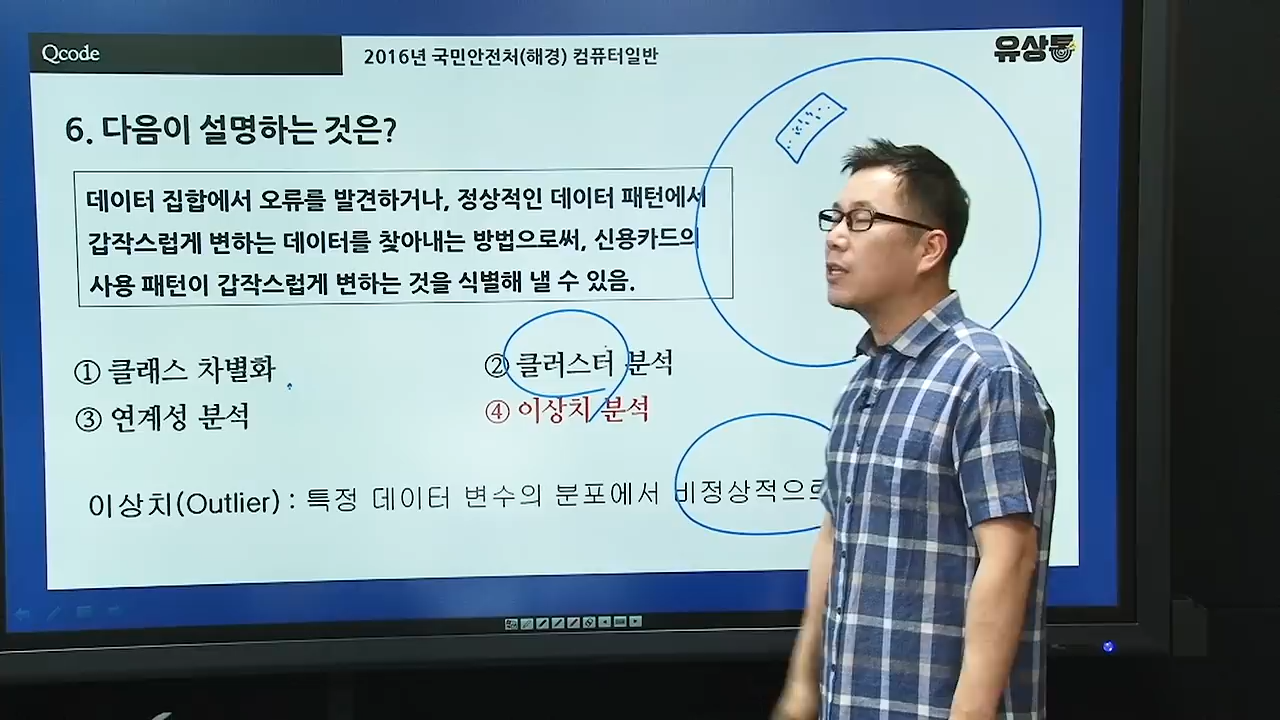 Qcode
2016년 국민안전처(해경) 컴퓨터일반
유상통
6. 다음이 설명하는 것은?
데이터 집합에서 오류를 발견하거나, 정상적인 데이터 패턴에서
갑작스럽게 변하는 데이터를 찾아내는 방법으로써, 신용카드의
사용 패턴이 갑작스럽게 변하는 것을 식별해 낼 수 있음.
① 클래스 차별화
② 클러스터 분석
③ 연계성 분석
④ 이상치 분석
이상치(Outlier) : 특정 데이터 변수의 분포에서 비정상적으로